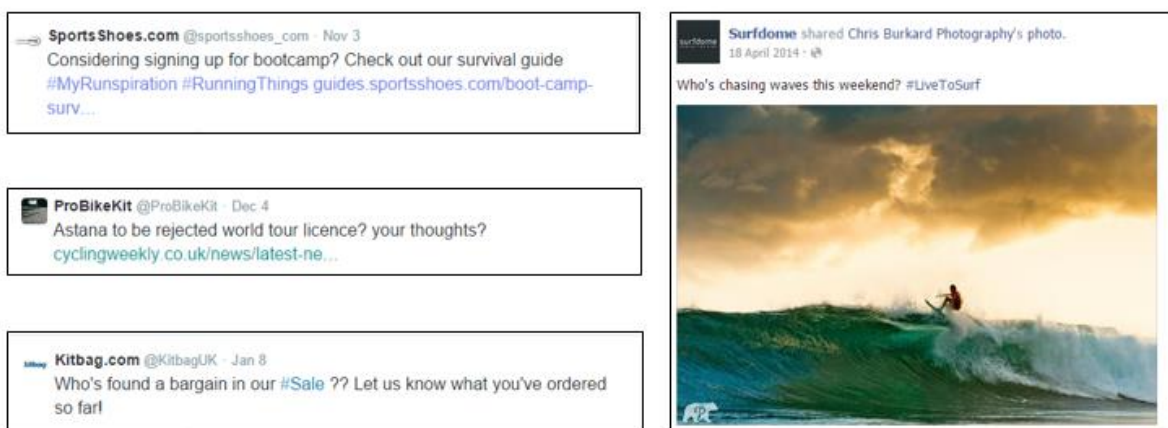 SportsShoes.com @sportsshoes_com · Nov 3
Considering signing up for bootcamp? Check out our survival guide
#MyRunspiration #RunningThings guides.sportsshoes.com/boot-camp-
surv...
ProBikeKit @ProBikeKit · Dec 4
Astana to be rejected world tour licence? your thoughts?
cyclingweekly.co.uk/news/latest-ne...
kitbag
Kitbag.com @KitbagUK · Jan 8
Who's found a bargain in our #Sale ?? Let us know what you've ordered
so far!
surfdome
Surfdome shared Chris Burkard Photography's photo.
18 April 2014 ·
Who's chasing waves this weekend? #LiveToSurf